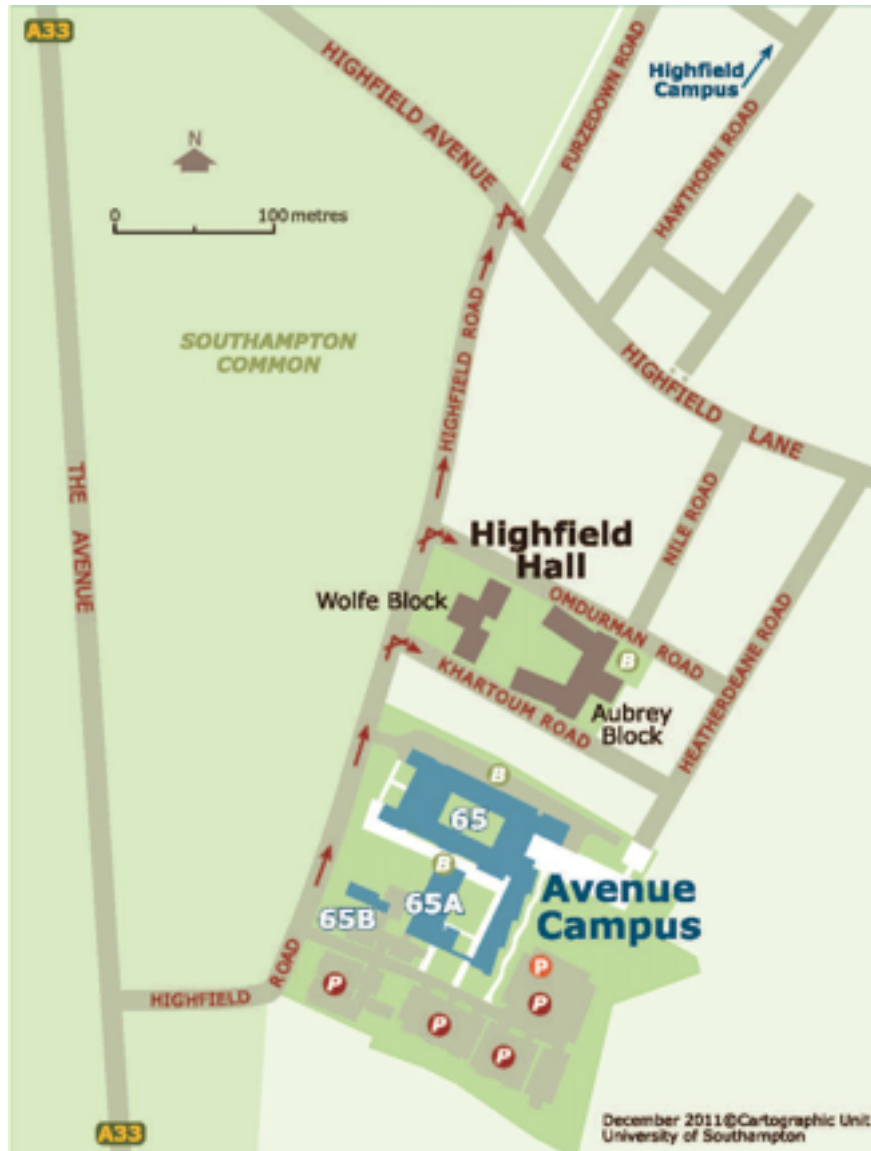 A33
HIGHFIELD AVENUE
FURZEDOWN ROAD
Highfield
Campus
HAWTHORN ROAD
N
0 100 metres
SOUTHAMPTON
COMMON
HIGHFIELD ROAD
HIGHFIELD LANE
THE AVENUE
NILE ROAD
Highfield
Hall
Wolfe Block
OMDURMAN ROAD
HEATHERDEANE ROAD
B
KHARTOUM ROAD
Aubrey
Block
B
65
B
65A
65B
Avenue
Campus
P
P
P
P
P
HIGHFIELD ROAD
A33
December 2011©Cartographic Unit
University of Southampton